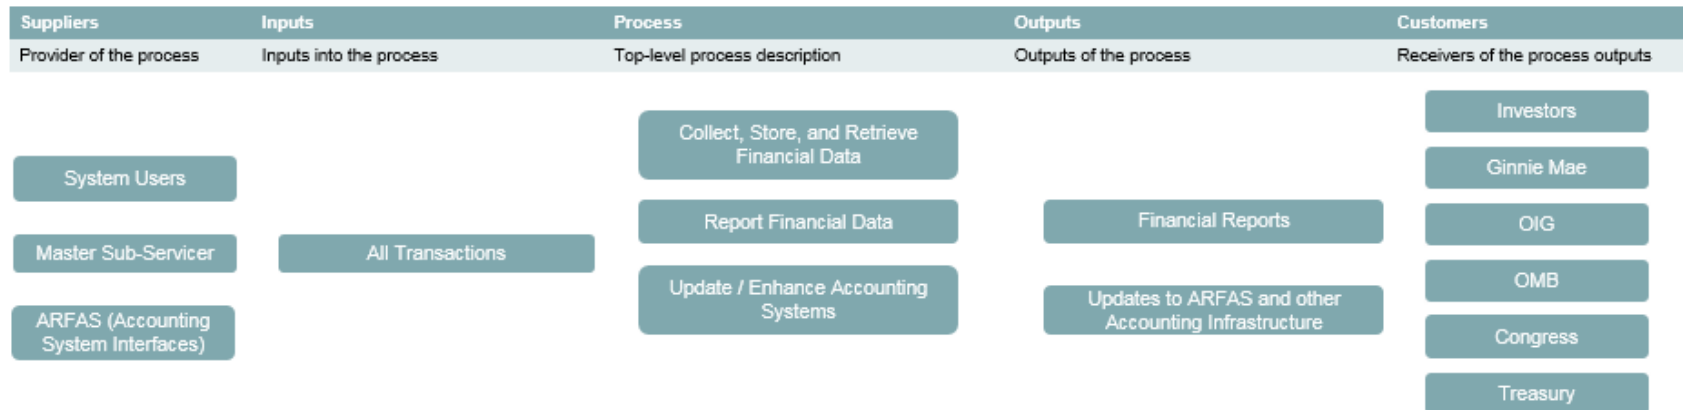 Suppliers
Inputs
Process
Outputs
Customers
Provider of the process
Inputs into the process
Top-level process description
Outputs of the process
Receivers of the process outputs
System Users
Master Sub-Servicer
ARFAS (Accounting
System Interfaces)
All Transactions
Collect, Store, and Retrieve
Financial Data
Report Financial Data
Update / Enhance Accounting
Systems
Financial Reports
Updates to ARFAS and other
Accounting Infrastructure
Investors
Ginnie Mae
OIG
OMB
Congress
Treasury